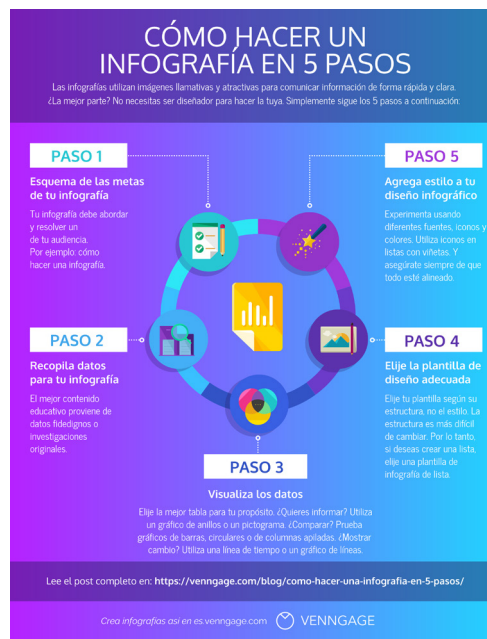 CÓMO HACER UN
INFOGRAFÍA EN 5 PASOS
Las infografías utilizan imágenes llamativas y atractivas para comunicar información de forma rápida y clara.
¿La mejor parte? No necesitas ser diseñador para hacer la tuya. Simplemente sigue los 5 pasos a continuación:
PASO 1
Esquema de las metas
de tu infografía
Tu infografía debe abordar
y resolver un
de tu audiencia.
Por ejemplo: cómo
hacer una infografía.
PASO 2
Recopila datos
para tu infografía
El mejor contenido
educativo proviene de
datos fidedignos o
investigaciones
originales.
PASO 3
Visualiza los datos
Elije la mejor tabla para tu propósito. ¿Quieres informar? Utiliza
un gráfico de anillos o un pictograma. ¿Comparar? Prueba
gráficos de barras, circulares o de columnas apiladas. ¿Mostrar
cambio? Utiliza una línea de tiempo o un gráfico de líneas.
PASO 4
Elije la plantilla de
diseño adecuada
Elije tu plantilla según su
estructura, no el estilo. La
estructura es más difícil
de cambiar. Por lo tanto,
si deseas crear una lista,
elije una plantilla de
infografía de lista.
PASO 5
Agrega estilo a tu
diseño infográfico
Experimenta usando
diferentes fuentes, iconos y
colores. Utiliza iconos en
listas con viñetas. Y
asegúrate siempre de que
todo esté alineado.
Lee el post completo en: https://venngage.com/blog/como-hacer-una-infografia-en-5-pasos/
Crea infografías asi en es.venngage.com VENNGAGE